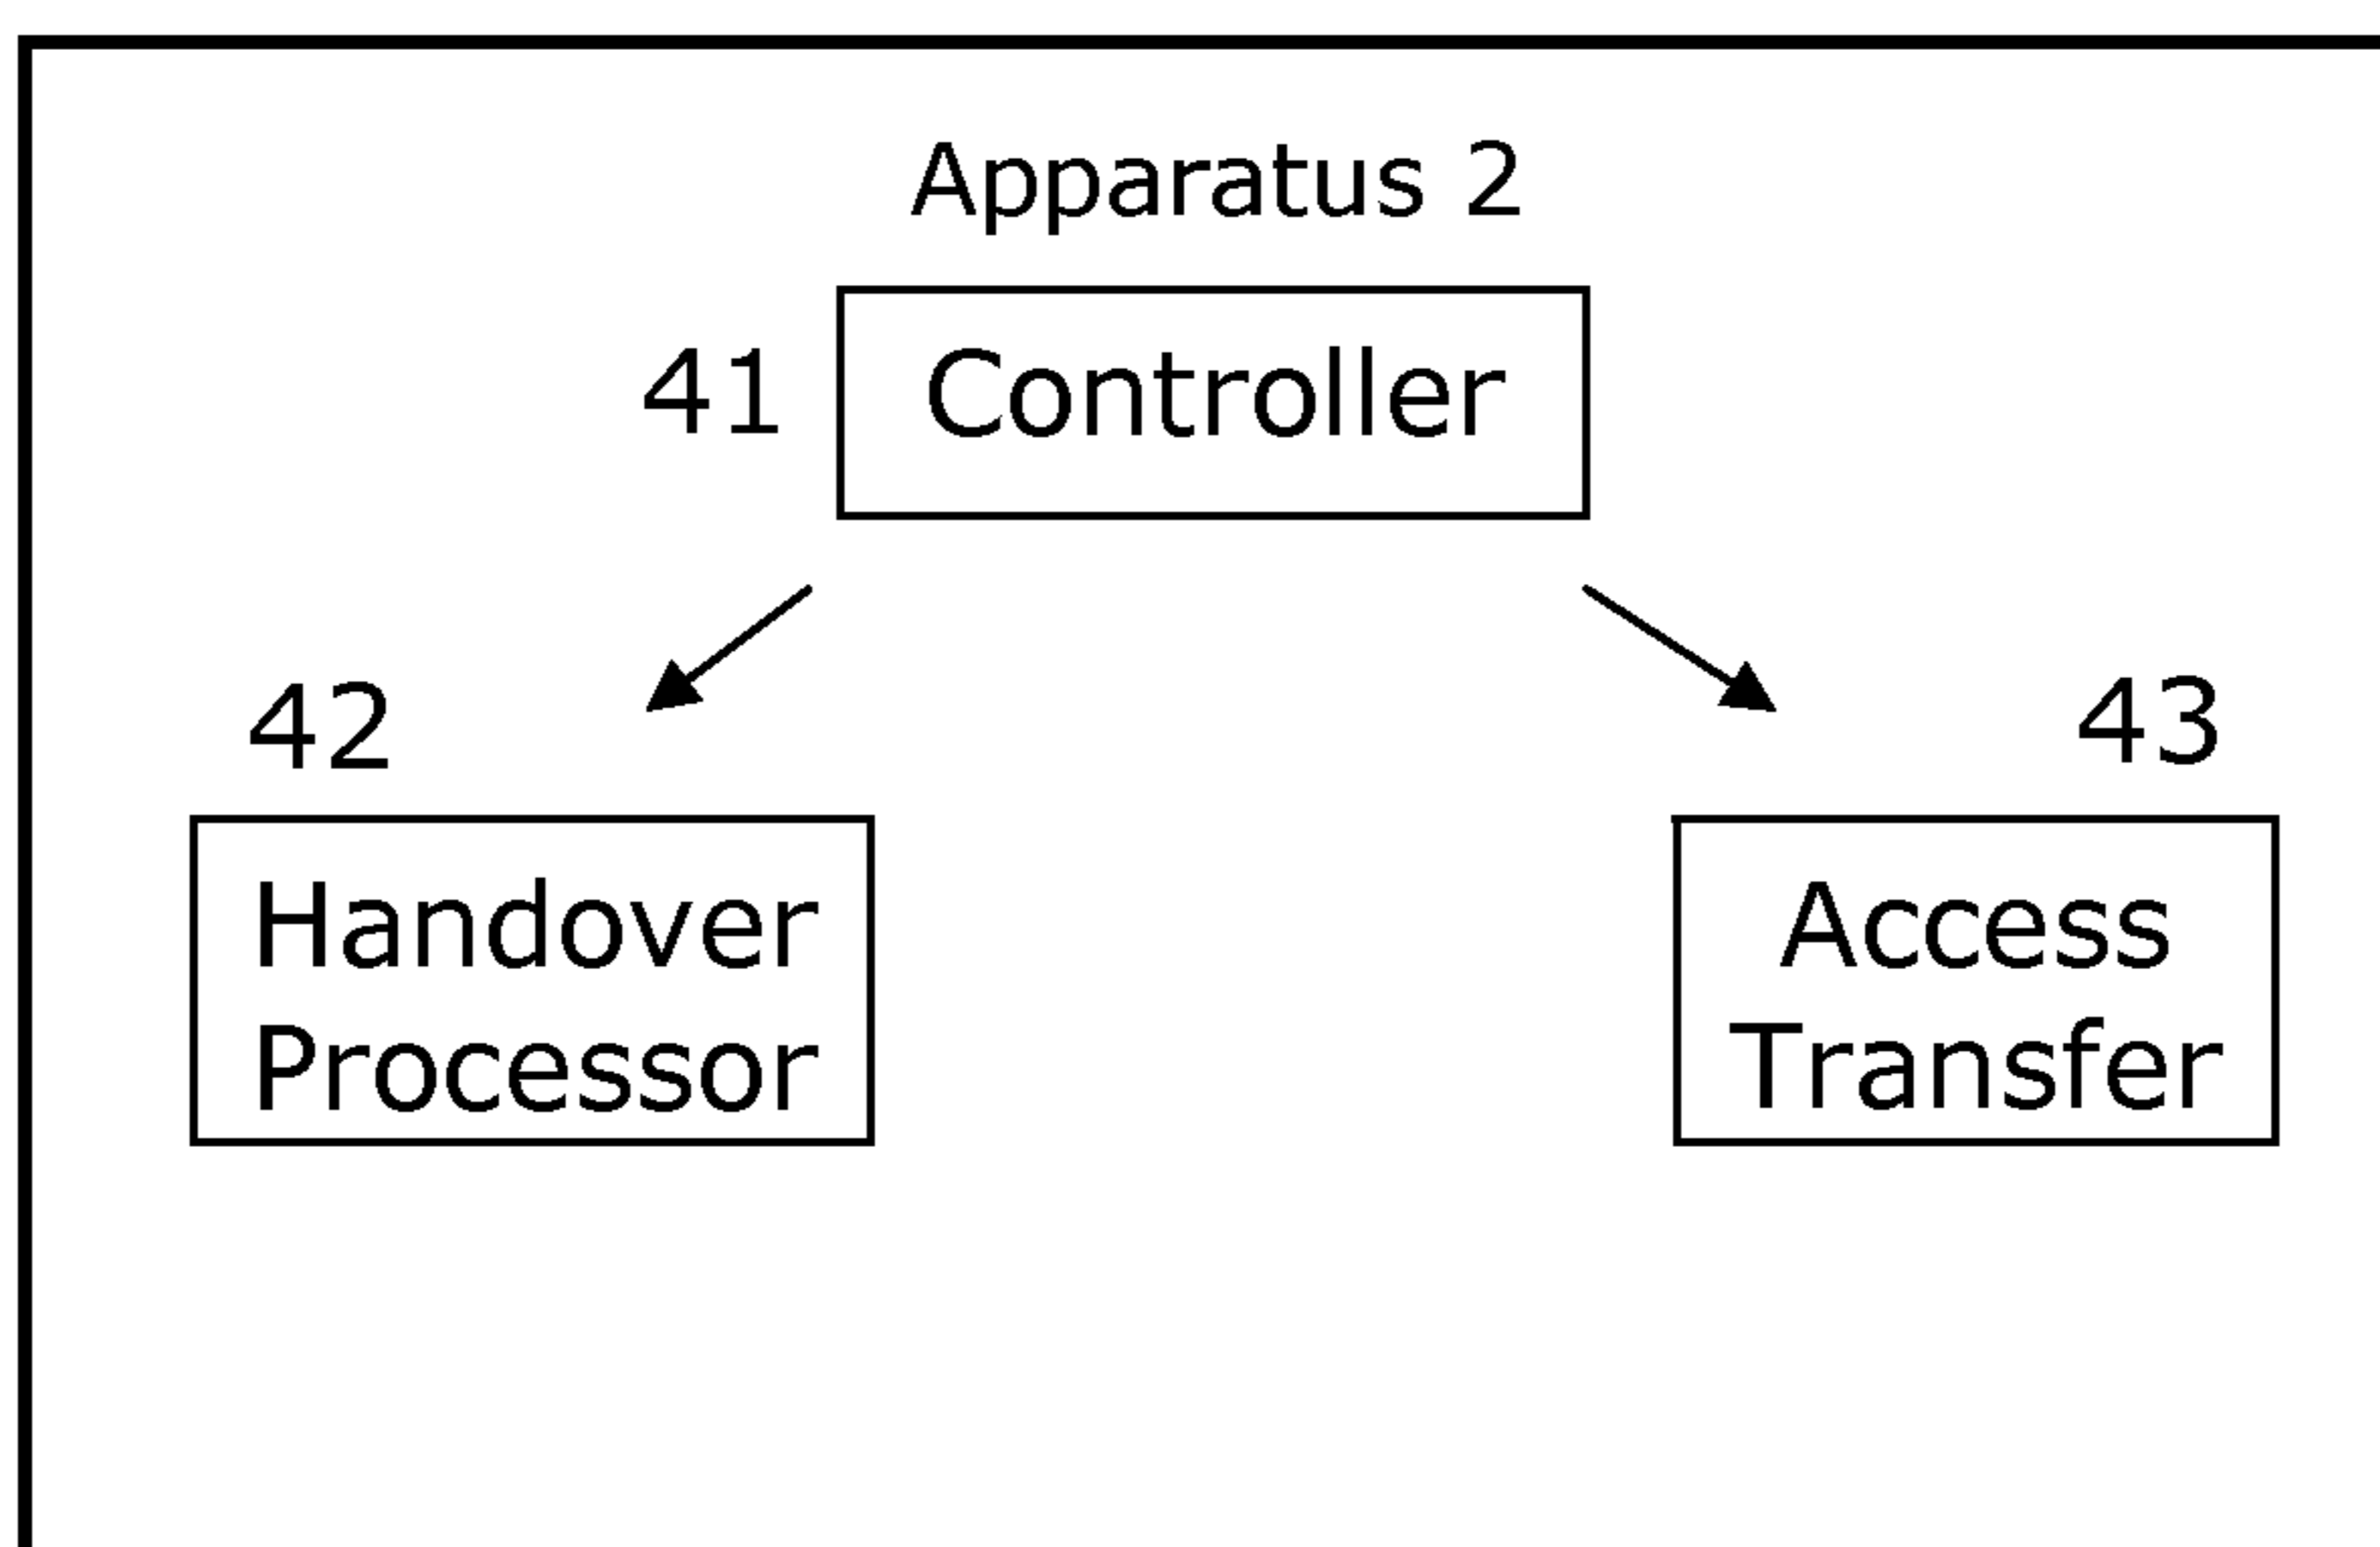 Apparatus 2
41
Controller
42
43
Handover
Processor
Access
Transfer